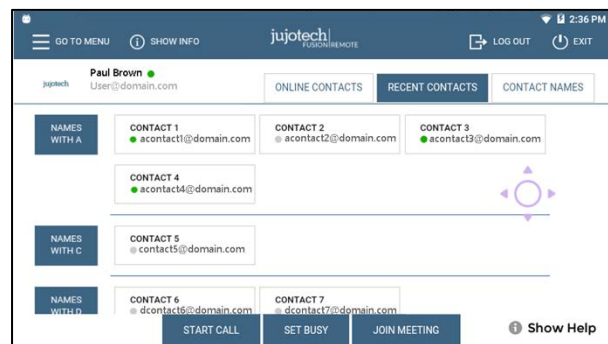 2:36 PM
GO TO MENU
SHOW INFO
jujotech
FUSION REMOTE
LOG OUT
EXIT
jujotech
Paul Brown
User@domain.com
ONLINE CONTACTS
RECENT CONTACTS
CONTACT NAMES
NAMES
WITH A
CONTACT 1
acontact1@domain.com
CONTACT 2
acontact2@domain.com
CONTACT 3
acontact3@domain.com
CONTACT 4
acontact4@domain.com
NAMES
WITH C
CONTACT 5
contact5@domain.com
NAMES
WITH D
CONTACT 6
dcontact6@domain.com
CONTACT 7
dcontact7@domain.com
START CALL
SET BUSY
JOIN MEETING
Show Help